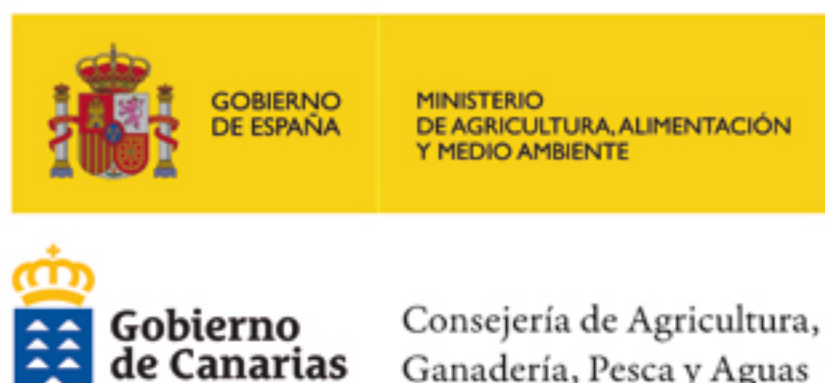 GOBIERNO
DE ESPAÑA
MINISTERIO
DE AGRICULTURA, ALIMENTACIÓN
Y MEDIO AMBIENTE
Gobierno
de Canarias
Consejería de Agricultura,
Ganadería, Pesca y Aguas